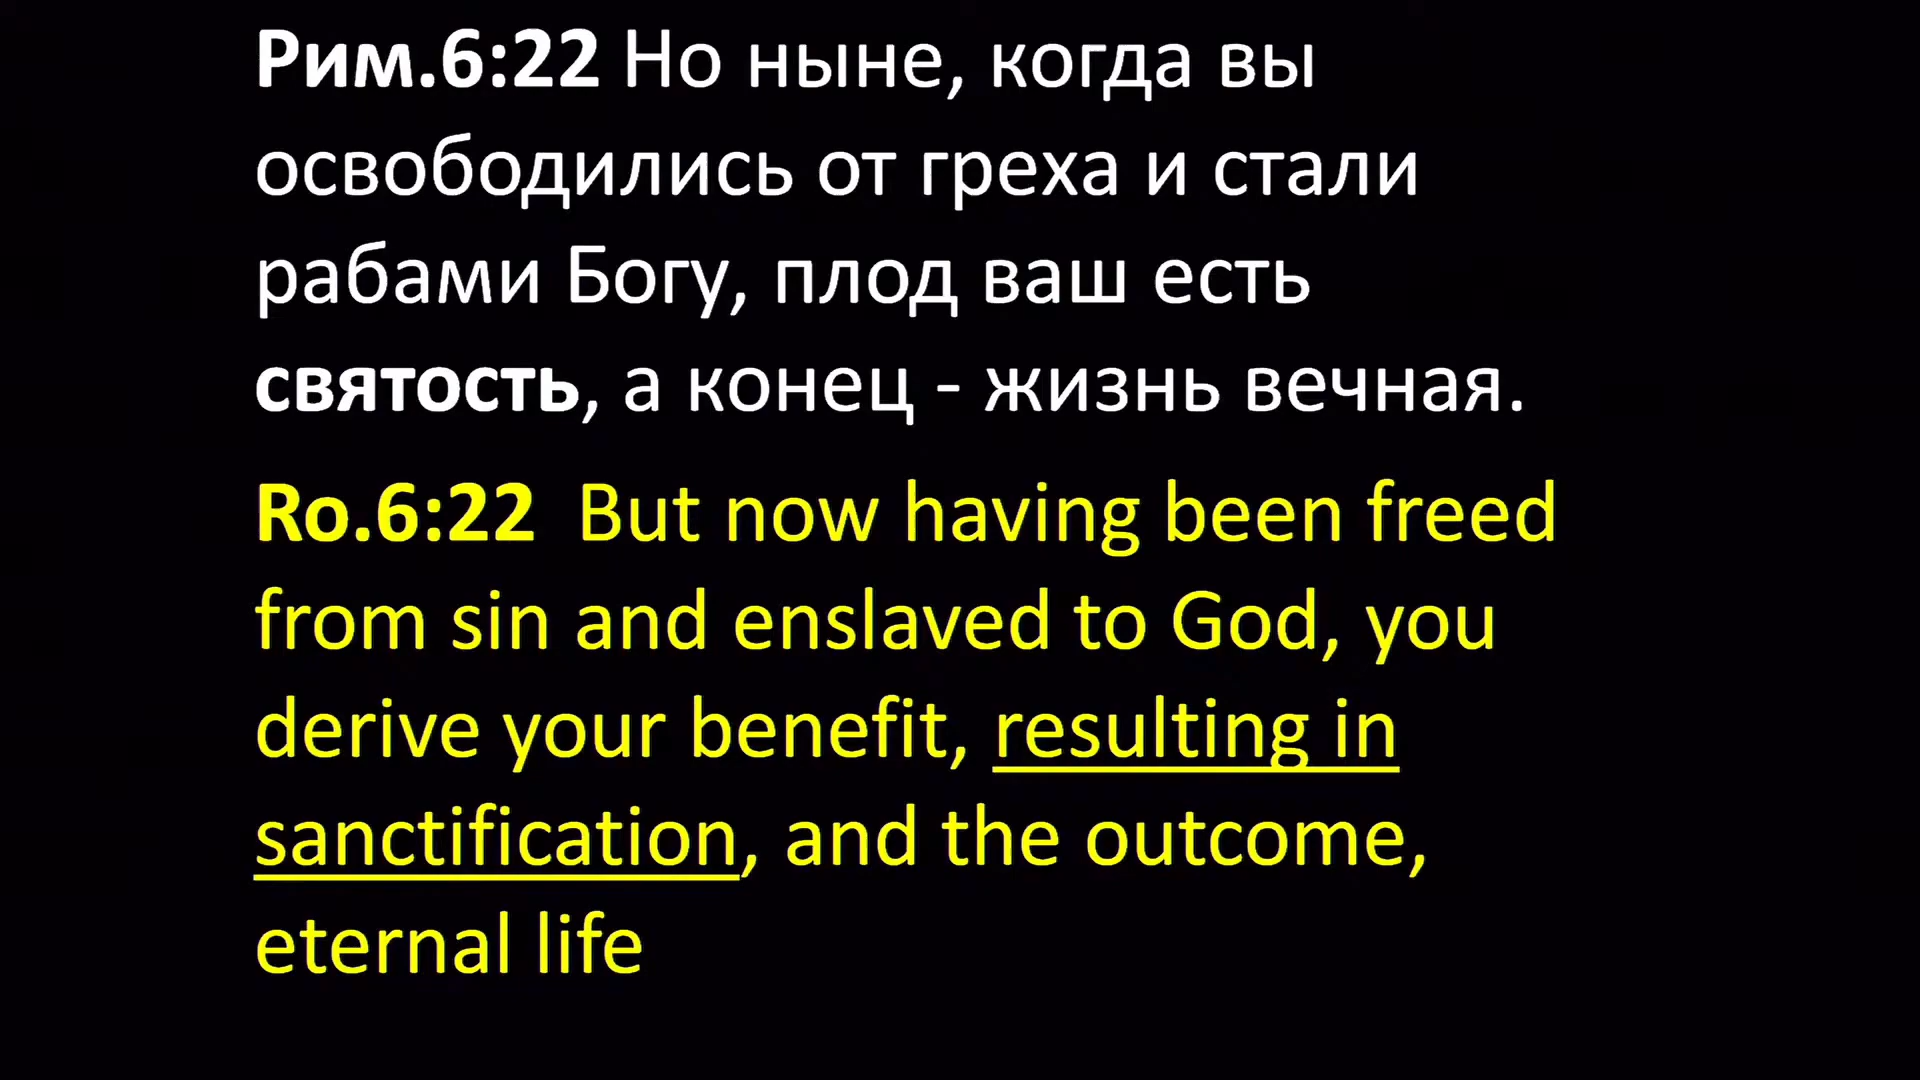 Рим.6:22 Но ныне, когда вы
освободились от греха и стали
рабами Богу, плод ваш есть
святость, а конец - жизнь вечная.
Ro.6:22 But now having been freed
from sin and enslaved to God, you
derive your benefit, resulting in
sanctification, and the outcome,
eternal life